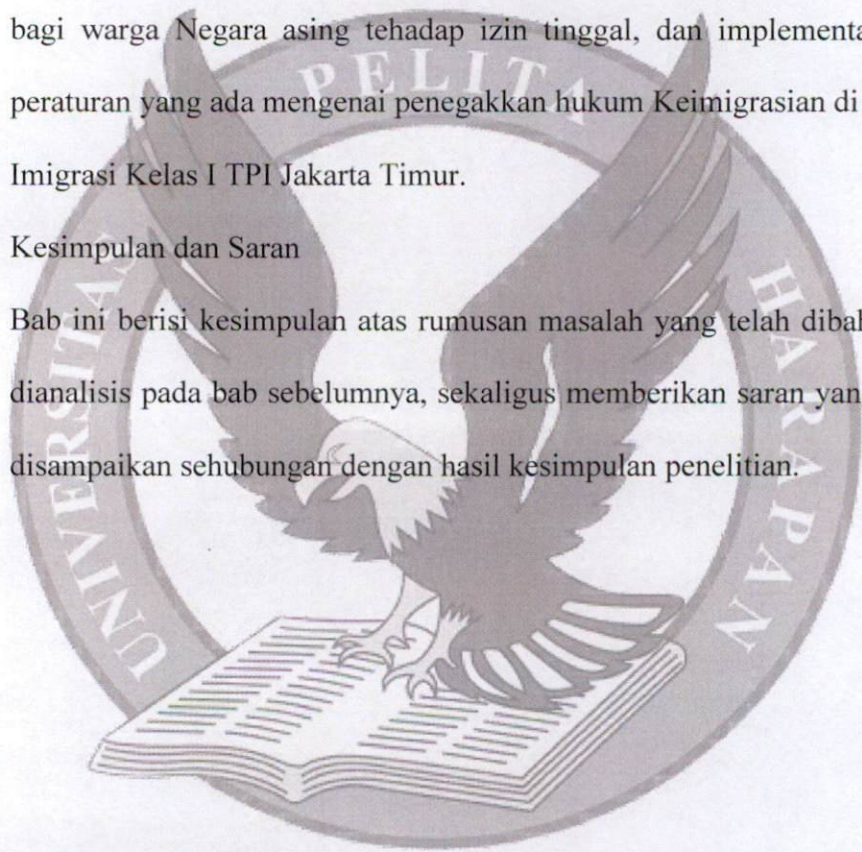 bagi warga Negara asing tehadap izin tinggal, dan implementa
peraturan yang ada mengenai penegakkan hukum Keimigrasian di
Imigrasi Kelas I TPI Jakarta Timur.
Kesimpulan dan Saran
Bab ini berisi kesimpulan atas rumusan masalah yang telah dibah
dianalisis pada bab sebelumnya, sekaligus memberikan saran yan
disampaikan sehubungan dengan hasil kesimpulan penelitian.
UNIVERSITAS PELITA HARAPAN